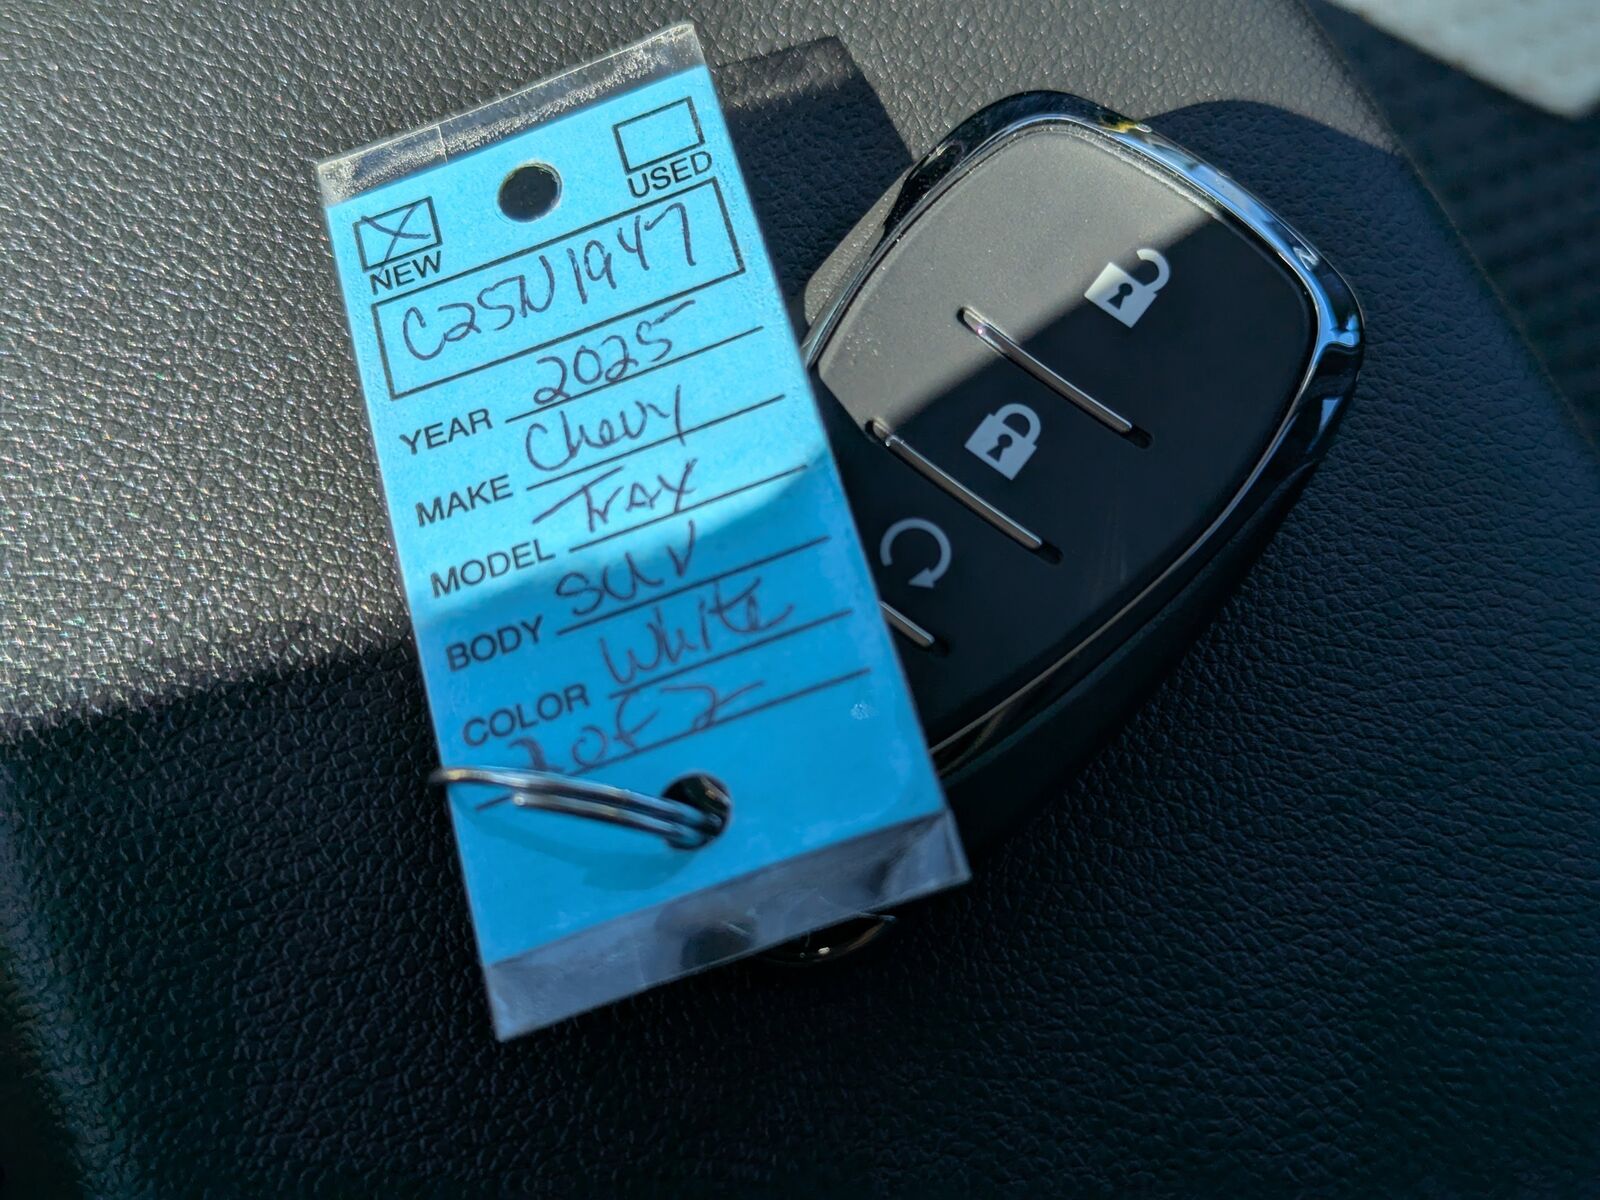 USED
NEW
C25N1947
YEAR 2025
MAKE Chevy
MODEL Trax
BODY SUV
COLOR White
2 of 2